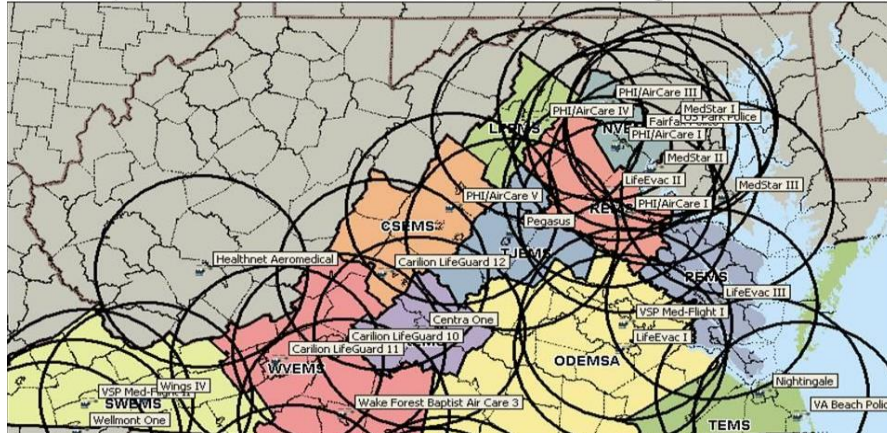 PHI/AirCare III
PHI/AirCare IV
MedStar I
US Park Police
LFEMS
PHI/AirCare I
MedStar II
LifeEvac II
MedStar III
PHI/AirCare V
PHI/AirCare I
Pegasus
CSEMS
TJEMS
Healthnet Aeromedical
Carilion LifeGuard 12
PEMS
LifeEvac III
VSP Med-Flight I
Centra One
Carilion LifeGuard 10
LifeEvac I
Carilion LifeGuard 11
ODEMSA
WVEMS
Nightingale
Wings IV
VSP Med-Flight II
SWEMS
Wake Forest Baptist Air Care 3
VA Beach Polic
Wellmont One
TEMS